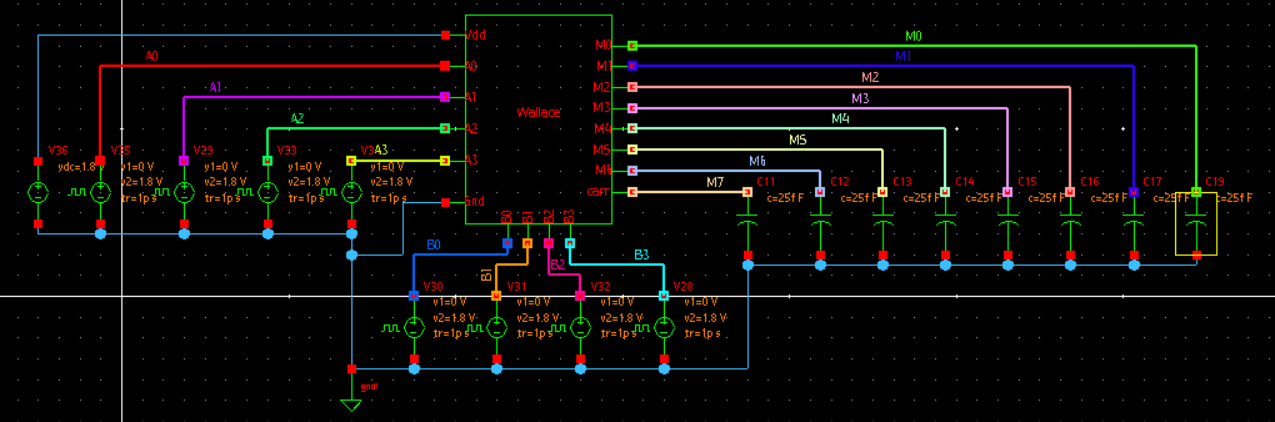 M0
Vdd
M0
A0
A0
M1
M1
M2
M2
A1
A1
M3
M3
Wallace
A2
A2
M4
M4
M5
M5
A3
A3
M6
V36
V35
V29
V33
vdc=1.8 V
v1=0 V
v1=0 V
v1=0 V
v1=0 V
v2=1.8 V
v2=1.8 V
v2=1.8 V
v2=1.8 V
tr=1p s
tr=1p s
tr=1p s
tr=1p s
M7
C11
C12
C13
C14
C15
C16
C17
C19
c=25f F
c=25f F
c=25f F
c=25f F
c=25f F
c=25f F
c=25f F
c=25f F
B0
B1
B2
B3
B0
B1
B2
B3
V30
V31
V32
V28
v1=0 V
v1=0 V
v1=0 V
v1=0 V
v2=1.8 V
v2=1.8 V
v2=1.8 V
v2=1.8 V
tr=1p s
tr=1p s
tr=1p s
tr=1p s